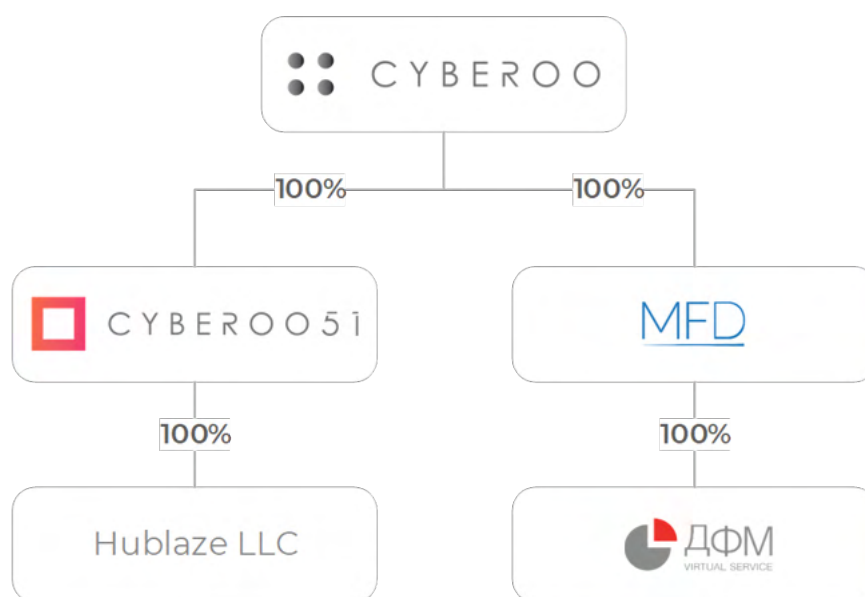 CYBEROO
100% 100%
CYBEROO51
MFD
100% 100%
Hublaze LLC
ДФМ
VIRTUAL SERVICE